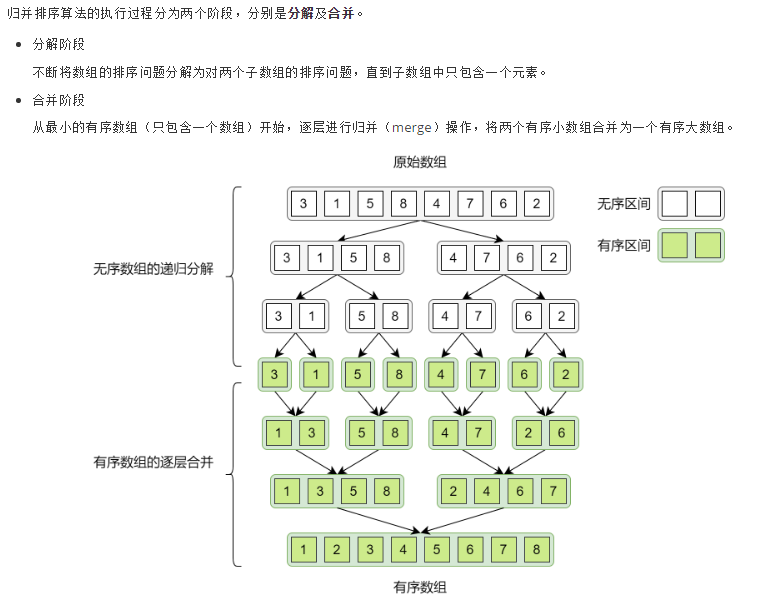 归并排序算法的执行过程分为两个阶段，分别是分解及合并。
分解阶段
不断将数组的排序问题分解为对两个子数组的排序问题，直到子数组中只包含一个元素。
合并阶段
从最小的有序数组（只包含一个数组）开始，逐层进行归并（merge）操作，将两个有序小数组合并为一个有序大数组。
原始数组
3 1 5 8 4 7 6 2
无序区间
3 1 5 8 4 7 6 2
有序区间
无序数组的递归分解
3 1 5 8 4 7 6 2
3 1 5 8 4 7 6 2
1 3 5 8 4 7 2 6
有序数组的逐层合并
1 3 5 8 2 4 6 7
1 2 3 4 5 6 7 8
有序数组